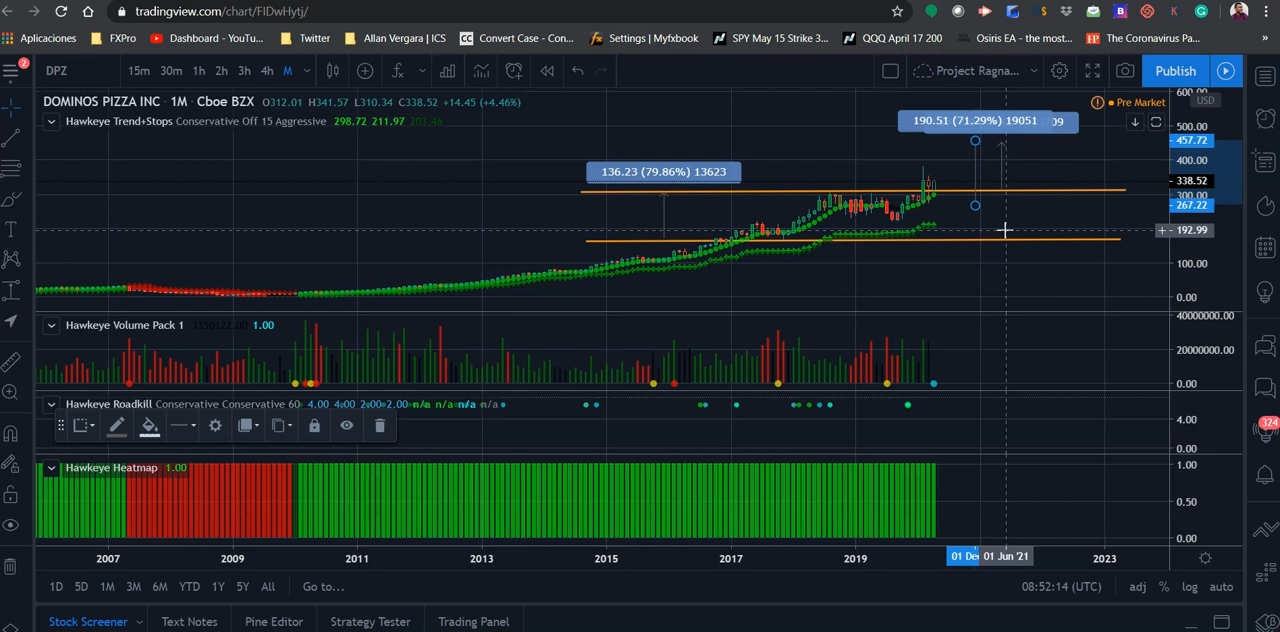 tradingview.com/chart/FIDwHytj/
Aplicaciones FXPro Dashboard - YouTu... Twitter Allan Vergara | ICS CC Convert Case - Con... Settings | Myfxbook SPY May 15 Strike 3... QQQ April 17 200 Osiris EA - the most... EP The Coronavirus Pa... »
2 DPZ 15m 30m 1h 2h 3h 4h M Project Ragna... Publish
DOMINOS PIZZA INC · 1M · Cboe BZX O312.01 H341.57 L310.34 C338.52 +14.45 (+4.46%)
Pre Market
USD
Hawkeye Trend+Stops Conservative Off 15 Aggressive 298.72 211.97 203.46
190.51 (71.29%) 19051
09
136.23 (79.86%) 13623
600.00
500.00
457.72
400.00
338.52
300.00
267.22
192.99
100.00
0.00
Hawkeye Volume Pack 1 3350122.00 1.00
40000000.00
20000000.00
0.00
Hawkeye Roadkill Conservative Conservative 60 4.00 4.00 2.00 2.00 n/a n/a n/a n/a
4.00
0.00
324
Hawkeye Heatmap 1.00
1.00
0.50
0.00
2007 2009 2011 2013 2015 2017 2019 01 Dec 01 Jun '21 2023
1D 5D 1M 3M 6M YTD 1Y 5Y All Go to... 08:52:14 (UTC) adj % log auto
Stock Screener Text Notes Pine Editor Strategy Tester Trading Panel